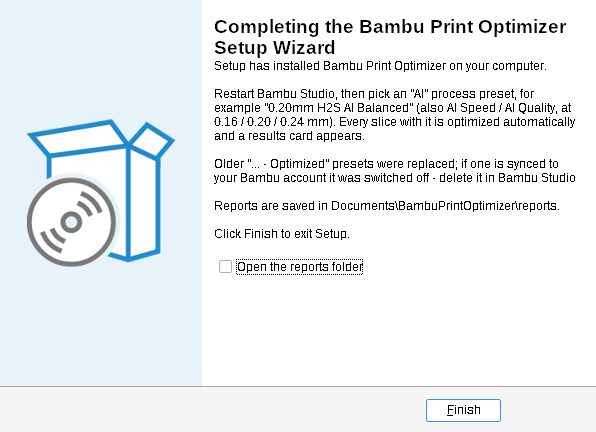 Completing the Bambu Print Optimizer
Setup Wizard
Setup has installed Bambu Print Optimizer on your computer.
Restart Bambu Studio, then pick an "AI" process preset, for
example "0.20mm H2S AI Balanced" (also AI Speed / AI Quality, at
0.16 / 0.20 / 0.24 mm). Every slice with it is optimized automatically
and a results card appears.
Older "... - Optimized" presets were replaced; if one is synced to
your Bambu account it was switched off - delete it in Bambu Studio
Reports are saved in Documents\BambuPrintOptimizer\reports.
Click Finish to exit Setup.
Open the reports folder
Finish